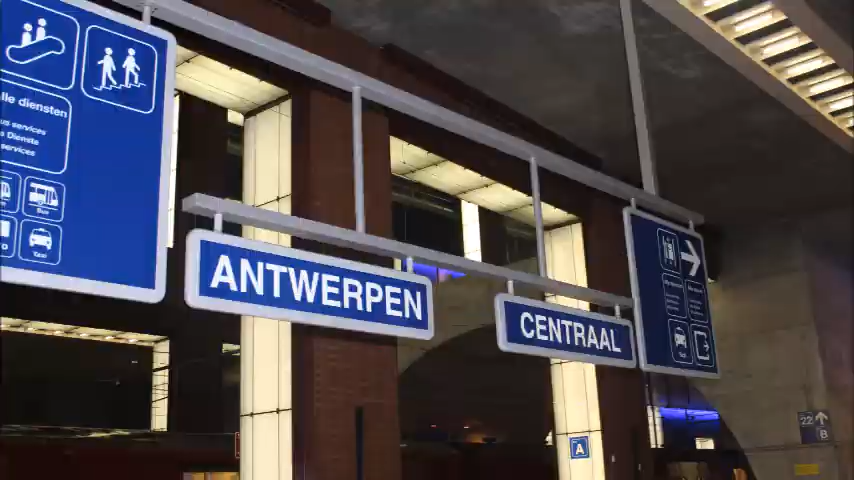 lle diensten
us services
Dienste
services
Bus
Taxi
ANTWERPEN
CENTRAAL
A
22
B